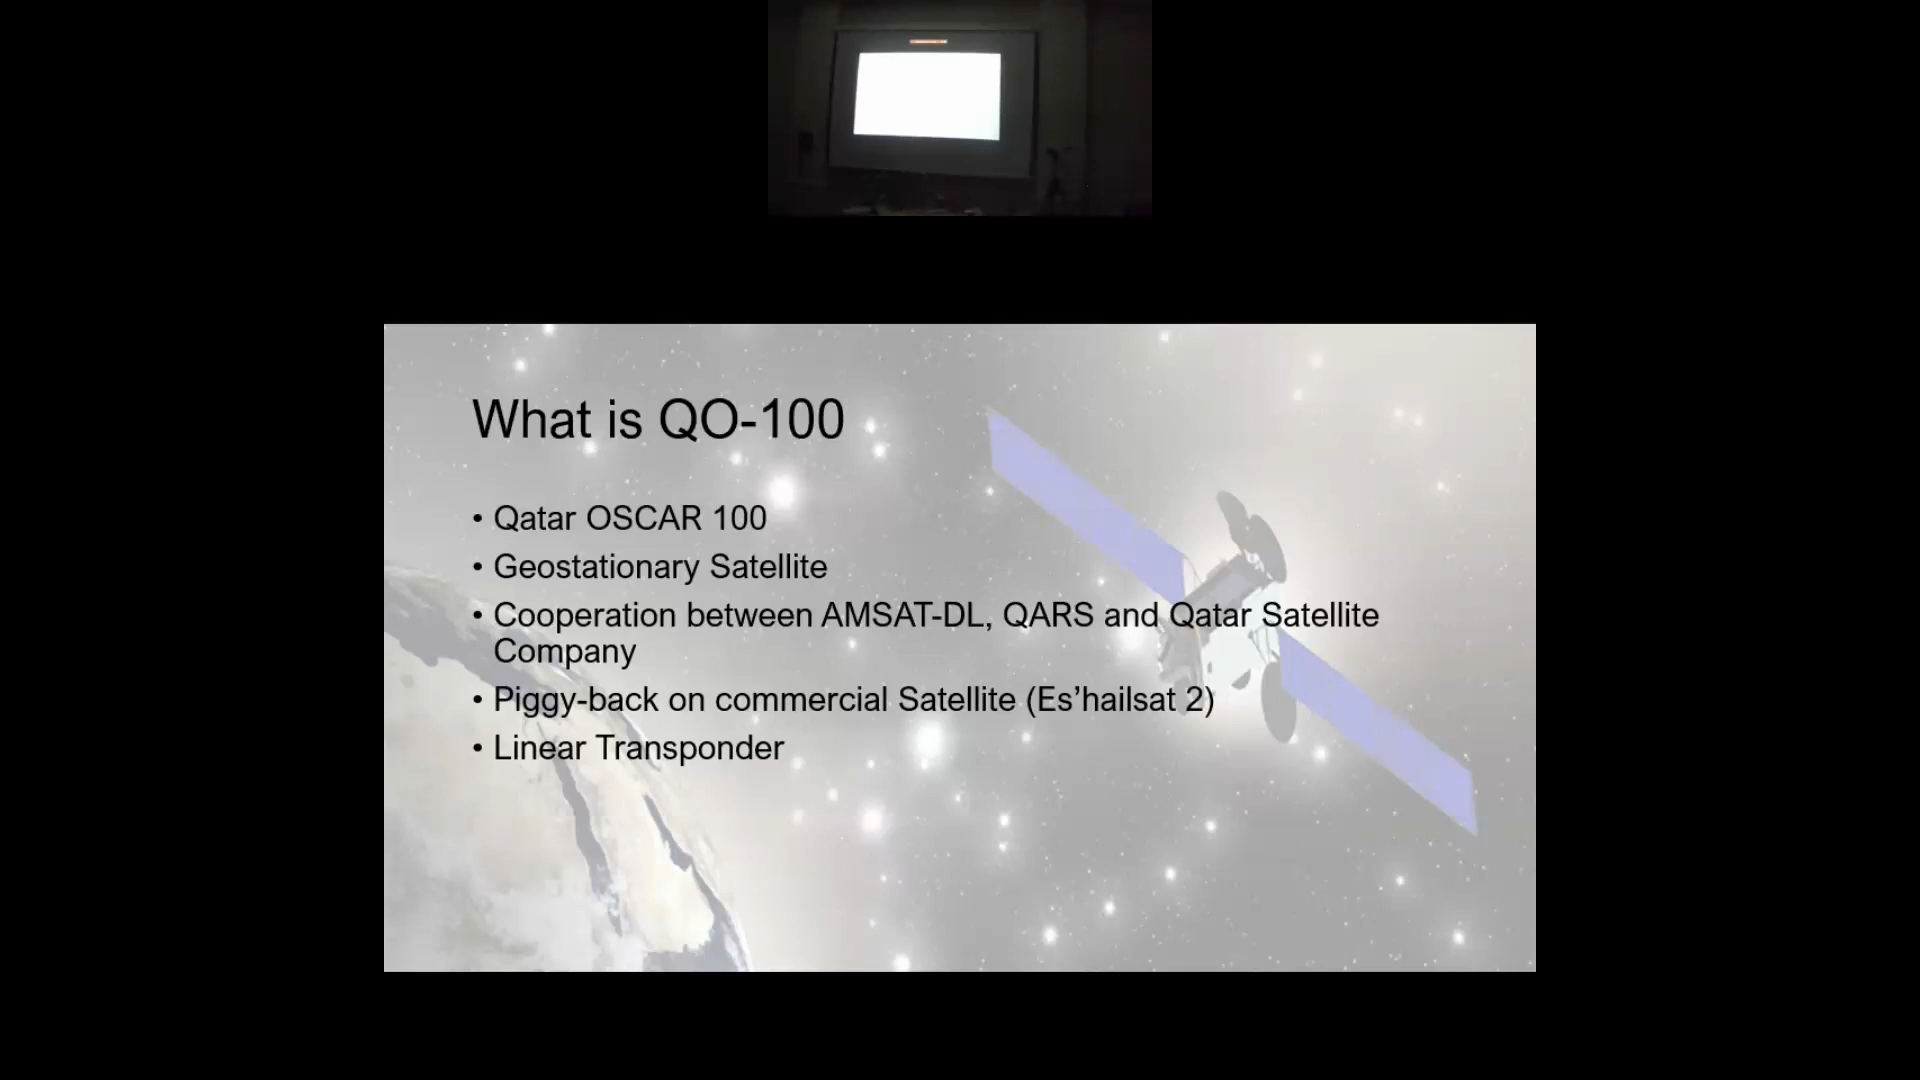 What is QO-100
• Qatar OSCAR 100
• Geostationary Satellite
• Cooperation between AMSAT-DL, QARS and Qatar Satellite
Company
• Piggy-back on commercial Satellite (Es’hailsat 2)
• Linear Transponder